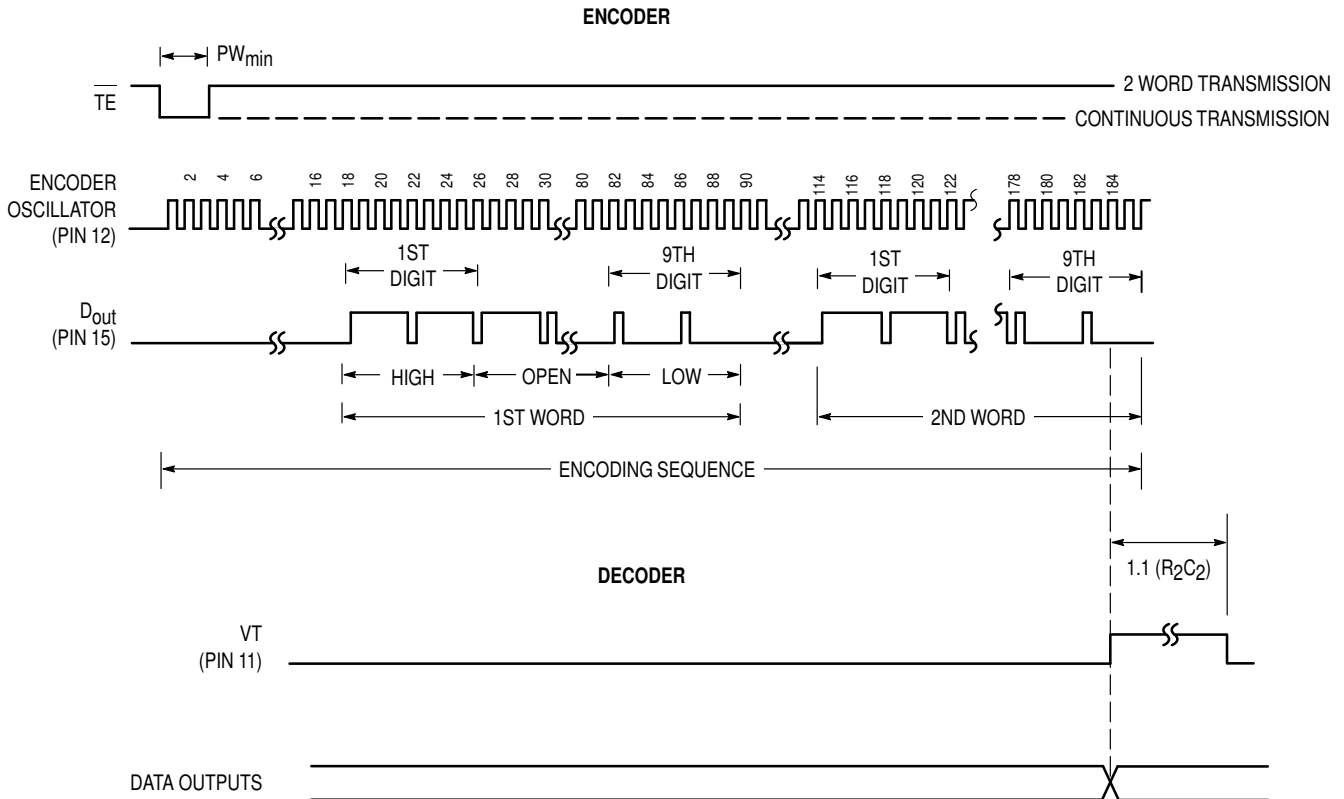 ENCODER
PWmin
TE
2 WORD TRANSMISSION
CONTINUOUS TRANSMISSION
ENCODER
OSCILLATOR
(PIN 12)
2 4 6 16 18 20 22 24 26 28 30 80 82 84 86 88 90 114 116 118 120 122 178 180 182 184
1ST
DIGIT
9TH
DIGIT
1ST
DIGIT
9TH
DIGIT
Dout
(PIN 15)
HIGH OPEN LOW
1ST WORD 2ND WORD
ENCODING SEQUENCE
1.1 (R2C2)
DECODER
VT
(PIN 11)
DATA OUTPUTS